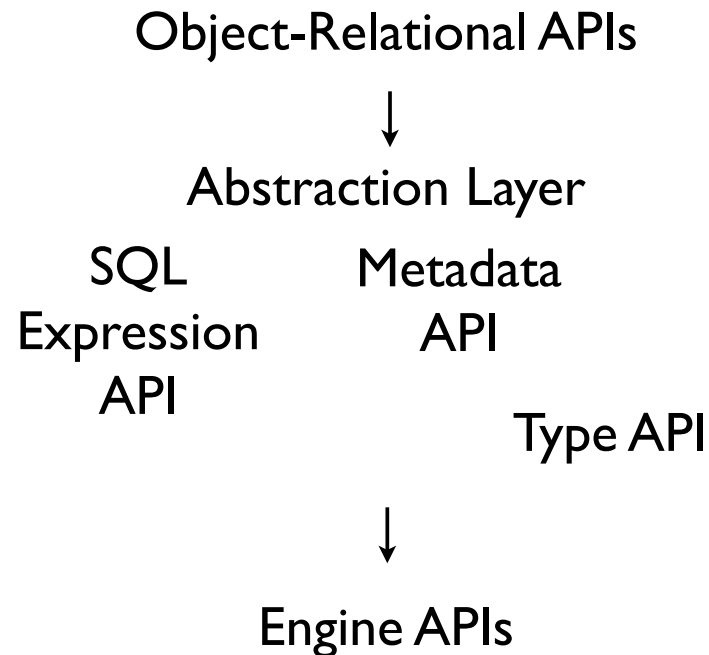 Object-Relational APIs
↓
Abstraction Layer
SQL
Expression
API
Metadata
API
Type API
↓
Engine APIs